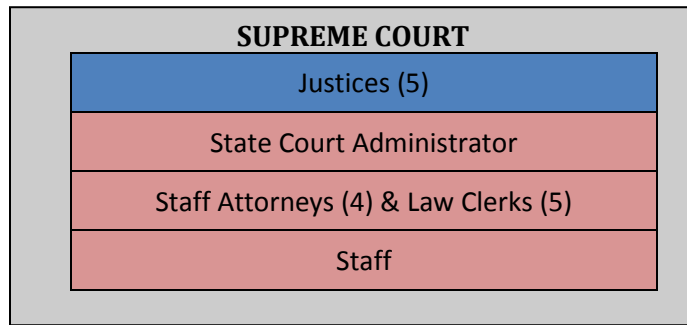 SUPREME COURT
Justices (5)
State Court Administrator
Staff Attorneys (4) & Law Clerks (5)
Staff